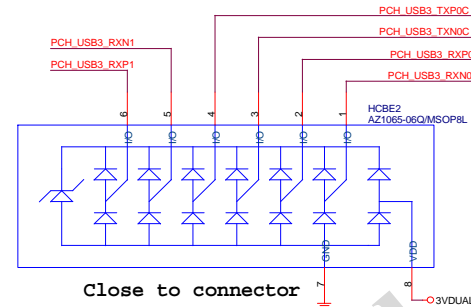 PCH_USB3_TXP0C
PCH_USB3_TXN0C
PCH_USB3_RXN1
PCH_USB3_RXP0
PCH_USB3_RXP1
PCH_USB3_RXN0
HCBE2
AZ1065-06Q/MSOP8L
6 5 4 3 2 1
I/O I/O I/O I/O I/O I/O
GND VDD
7 8
Close to connector
3VDUAL